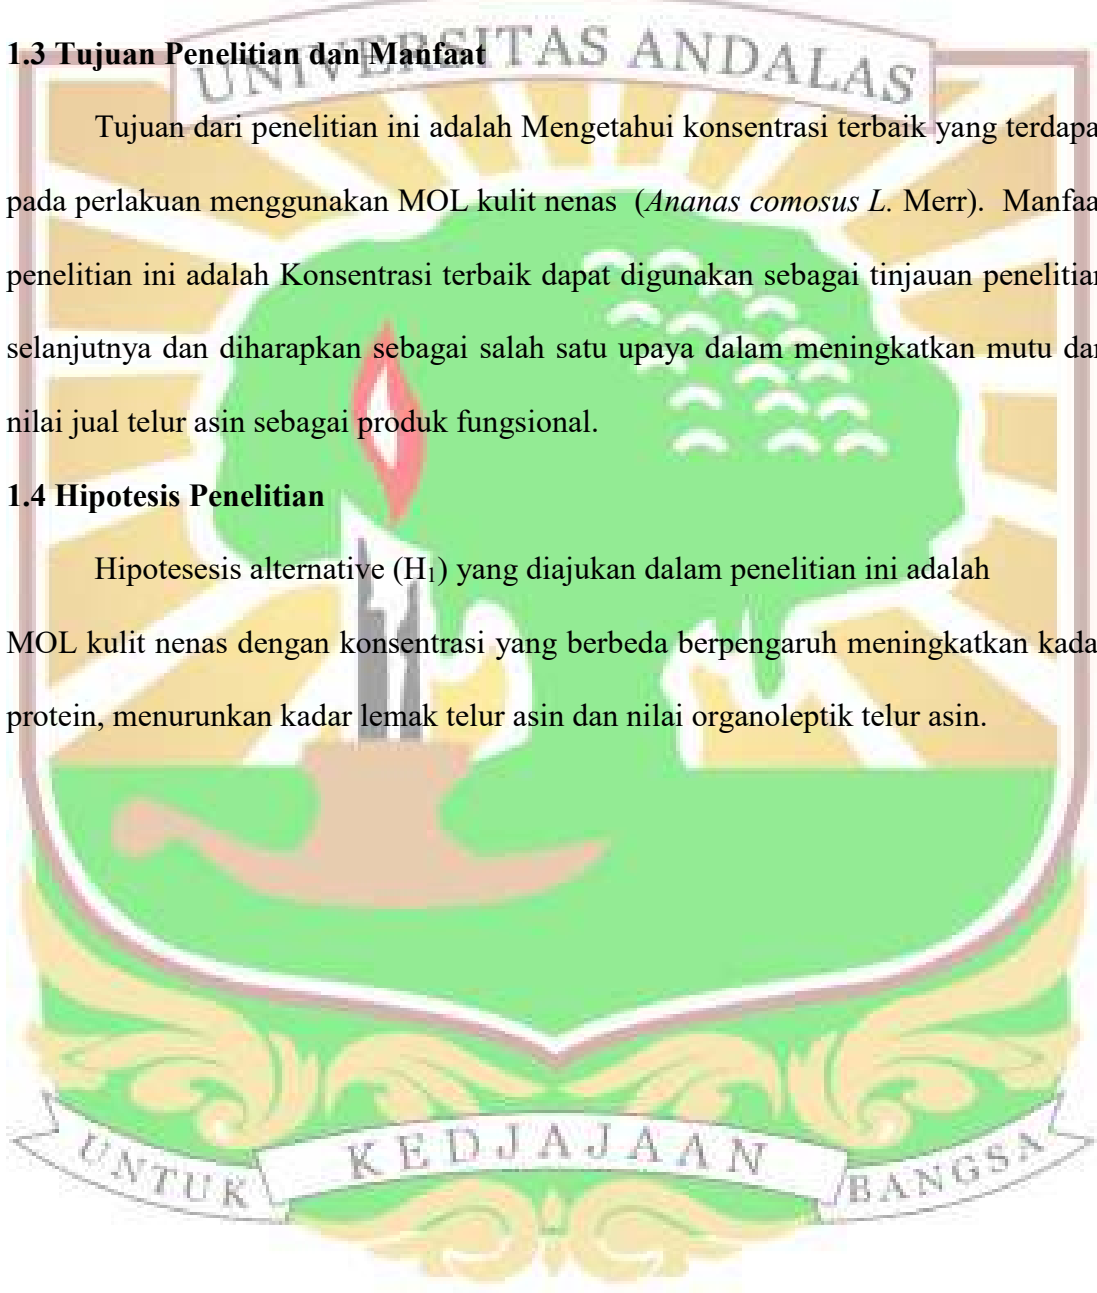 UNIVERSITAS ANDALAS
1.3 Tujuan Penelitian dan Manfaat
Tujuan dari penelitian ini adalah Mengetahui konsentrasi terbaik yang terdapa
pada perlakuan menggunakan MOL kulit nenas (Ananas comosus L. Merr). Manfaa
penelitian ini adalah Konsentrasi terbaik dapat digunakan sebagai tinjauan penelitian
selanjutnya dan diharapkan sebagai salah satu upaya dalam meningkatkan mutu dan
nilai jual telur asin sebagai produk fungsional.
1.4 Hipotesis Penelitian
Hipotesesis alternative (H₁) yang diajukan dalam penelitian ini adalah
MOL kulit nenas dengan konsentrasi yang berbeda berpengaruh meningkatkan kada
protein, menurunkan kadar lemak telur asin dan nilai organoleptik telur asin.
UNTUK KEDJAJAAN BANGSA